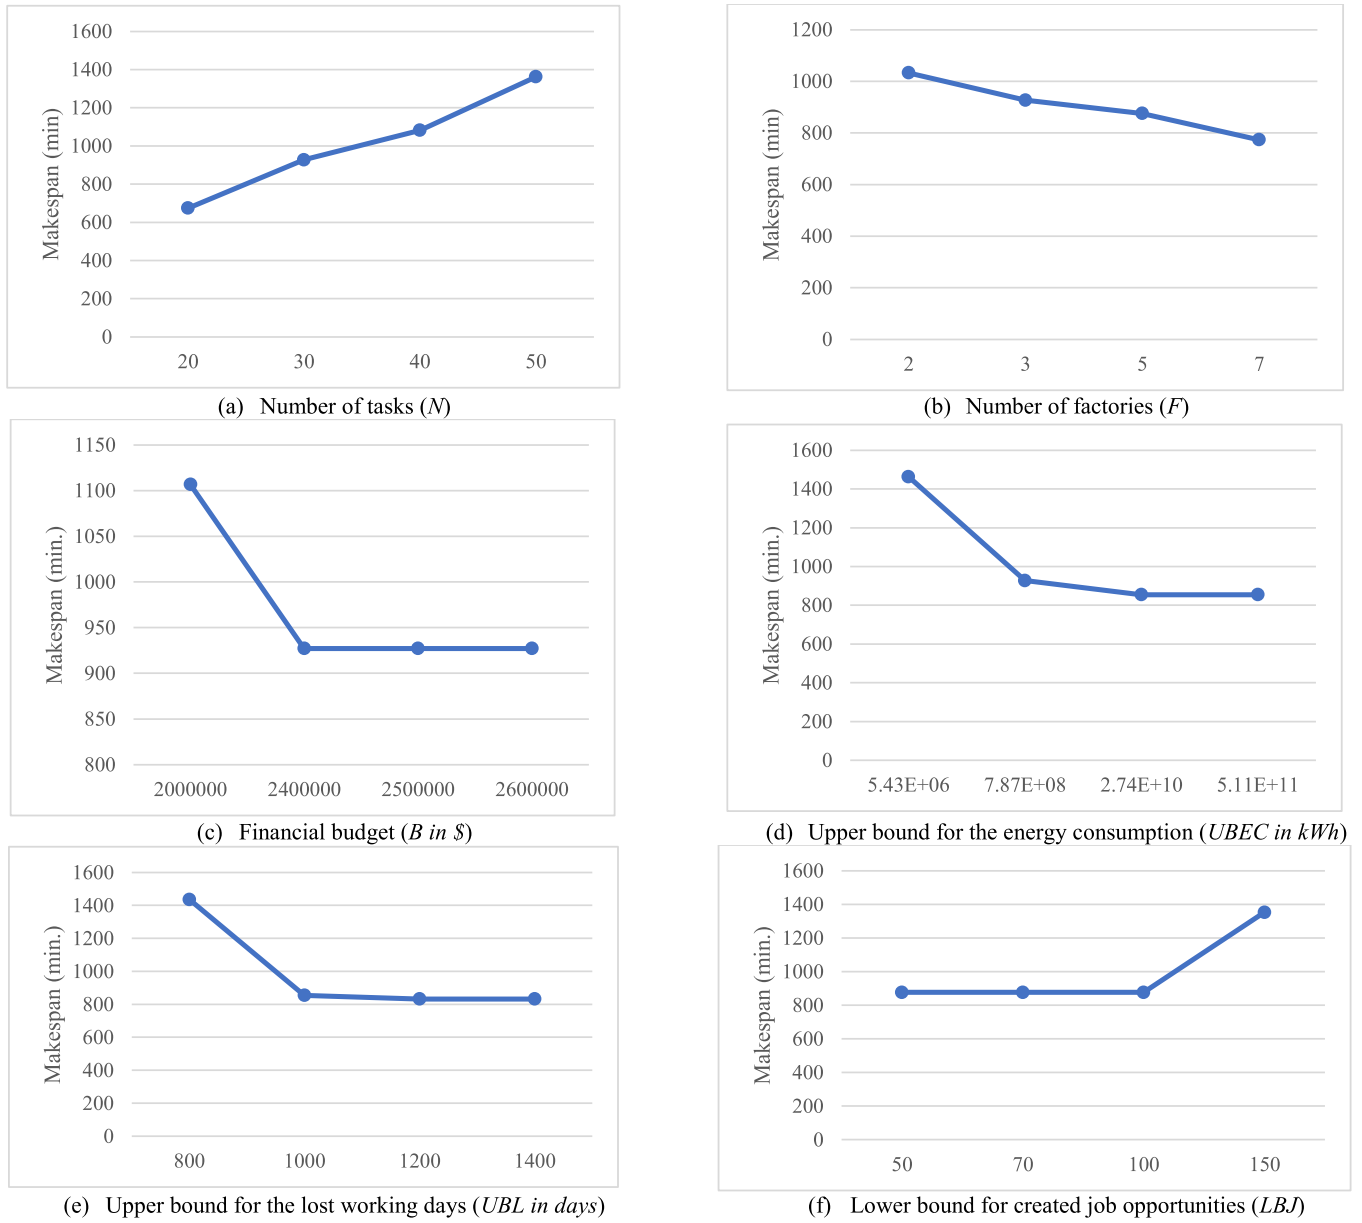 1600
1400
1200
1000
800
600
400
200
0
Makespan (min)
20 30 40 50
(a) Number of tasks (N)
1200
1000
800
600
400
200
0
Makespan (min)
2 3 5 7
(b) Number of factories (F)
1150
1100
1050
1000
950
900
850
800
Makespan (min.)
2000000 2400000 2500000 2600000
(c) Financial budget (B in $)
1600
1400
1200
1000
800
600
400
200
0
Makespan (min.)
5.43E+06 7.87E+08 2.74E+10 5.11E+11
(d) Upper bound for the energy consumption (UBEC in kWh)
1600
1400
1200
1000
800
600
400
200
0
Makespan (min.)
800 1000 1200 1400
(e) Upper bound for the lost working days (UBL in days)
1600
1400
1200
1000
800
600
400
200
0
Makespan (min.)
50 70 100 150
(f) Lower bound for created job opportunities (LBJ)